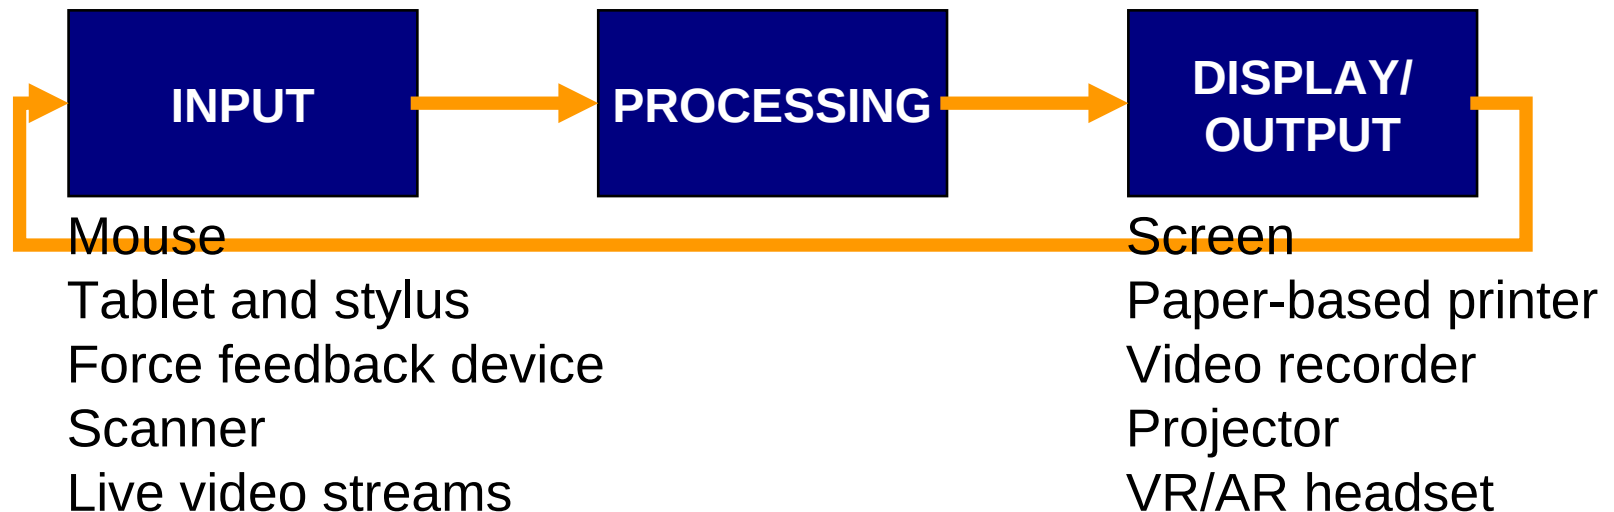 INPUT
PROCESSING
DISPLAY/
OUTPUT
Mouse
Tablet and stylus
Force feedback device
Scanner
Live video streams
Screen
Paper-based printer
Video recorder
Projector
VR/AR headset